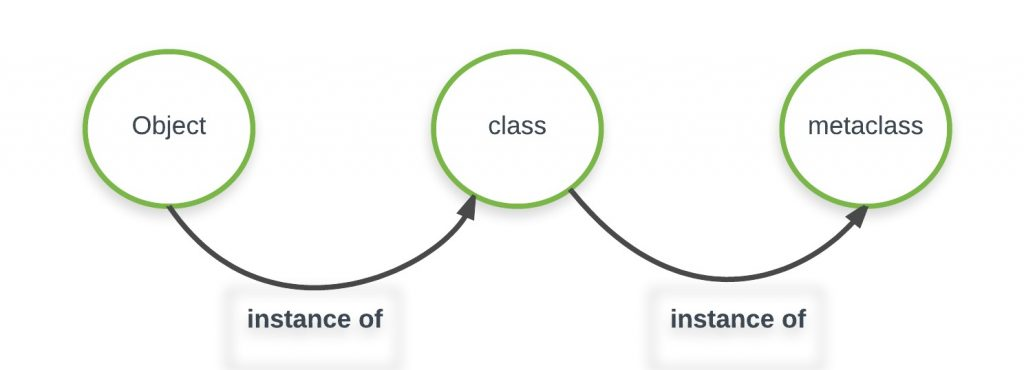 Object
class
metaclass
instance of
instance of